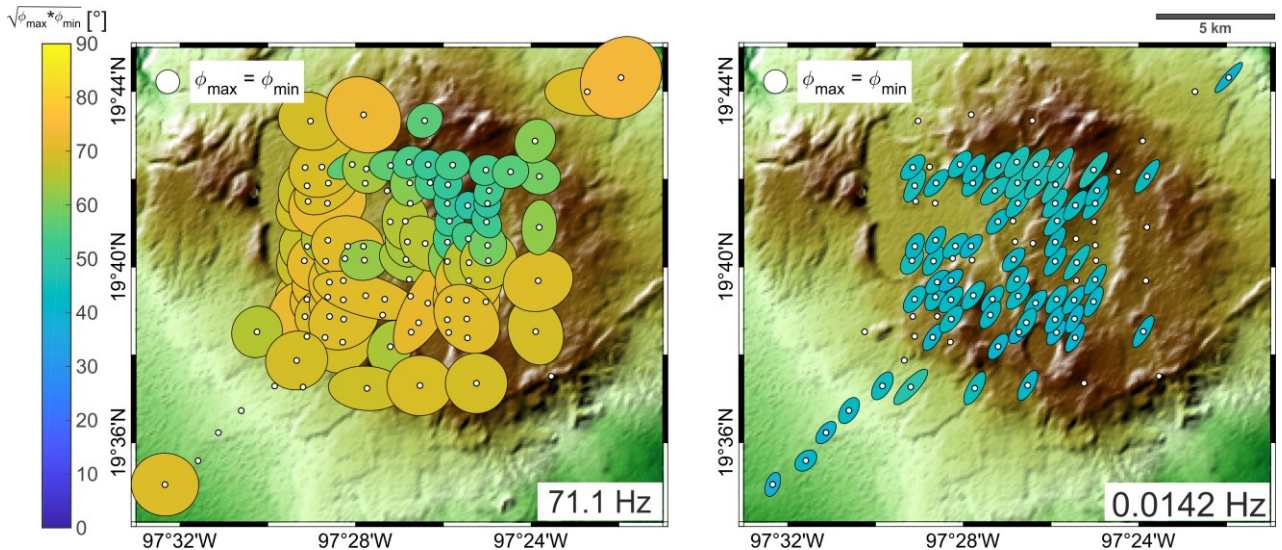 √ϕmax*ϕmin [°]
90
80
70
60
50
40
30
20
10
0
ϕmax = ϕmin
19°44'N
19°40'N
19°36'N
97°32'W
97°28'W
97°24'W
71.1 Hz
5 km
ϕmax = ϕmin
19°44'N
19°40'N
19°36'N
97°32'W
97°28'W
97°24'W
0.0142 Hz